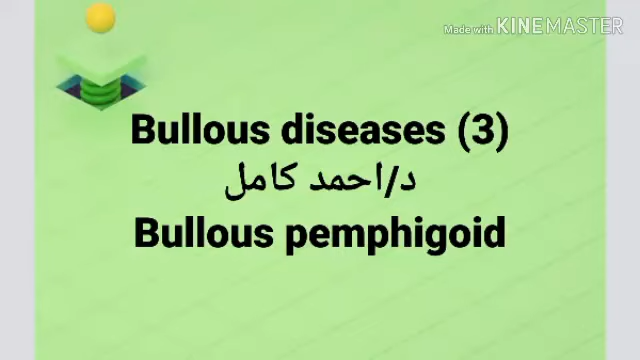 Made with KINEMASTER
Bullous diseases (3)
د/احمد كامل
Bullous pemphigoid